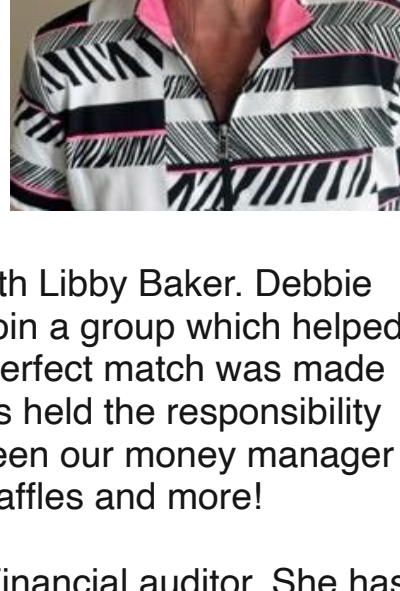 th Libby Baker. Debbie
oin a group which helped
erfect match was made
s held the responsibility
een our money manager
affles and more!
inancial auditor. She has